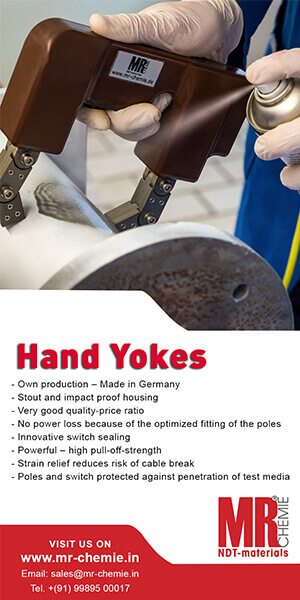 MR
CHEMIE
www.mr-chemie.de
MR CHEMIE
Hand Yokes
- Own production – Made in Germany
- Stout and impact proof housing
- Very good quality-price ratio
- No power loss because of the optimized fitting of the poles
- Innovative switch sealing
- Powerful – high pull-off-strength
- Strain relief reduces risk of cable break
- Poles and switch protected against penetration of test media
MR®
CHEMIE
NDT-materials
VISIT US ON
www.mr-chemie.in
Email: sales@mr-chemie.in
Tel. +(91) 99895 00017